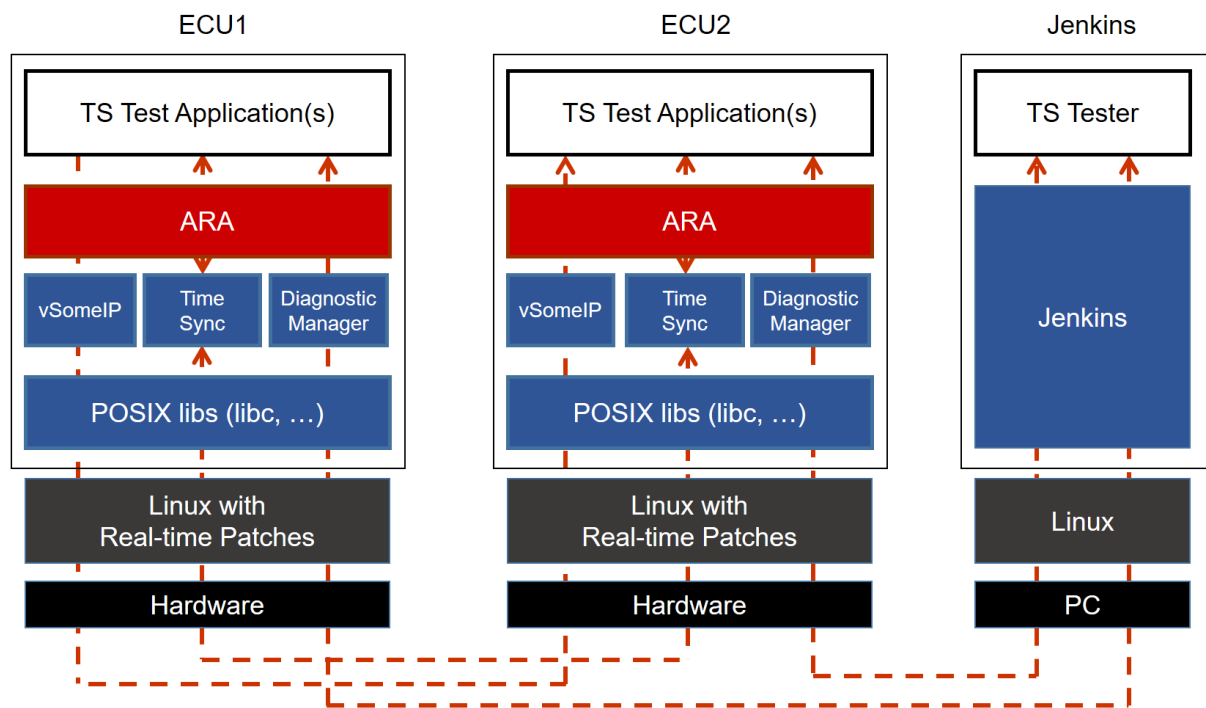 ECU1
ECU2
Jenkins
TS Test Application(s)
TS Test Application(s)
TS Tester
ARA
ARA
Jenkins
vSomeIP
Time
Sync
Diagnostic
Manager
vSomeIP
Time
Sync
Diagnostic
Manager
POSIX libs (libc, …)
POSIX libs (libc, …)
Linux with
Real-time Patches
Linux with
Real-time Patches
Linux
Hardware
Hardware
PC